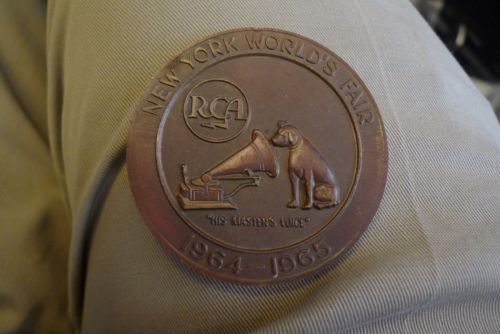 NEW YORK WORLD'S FAIR
RCA
"HIS MASTER'S VOICE"
1964-1965